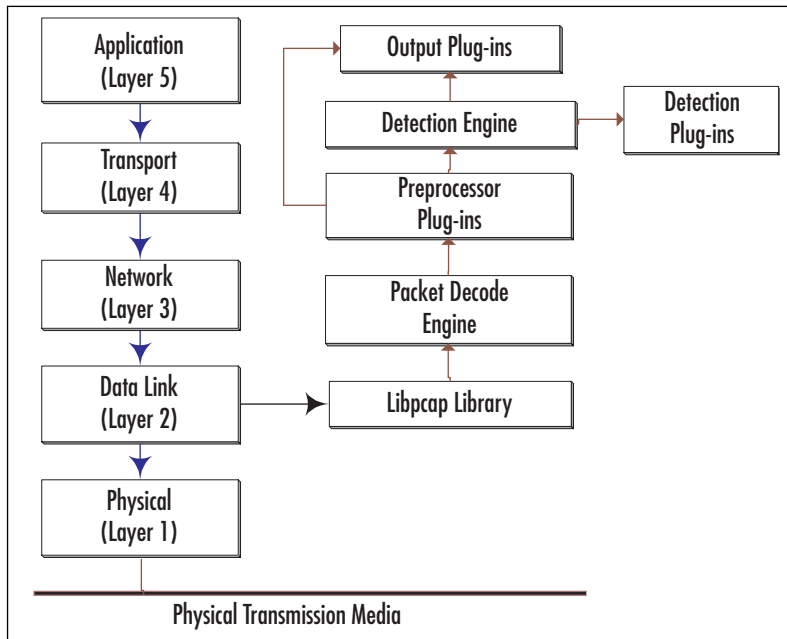 Application
(Layer 5)
Transport
(Layer 4)
Network
(Layer 3)
Data Link
(Layer 2)
Physical
(Layer 1)
Physical Transmission Media
Output Plug-ins
Detection Engine
Detection
Plug-ins
Preprocessor
Plug-ins
Packet Decode
Engine
Libpcap Library